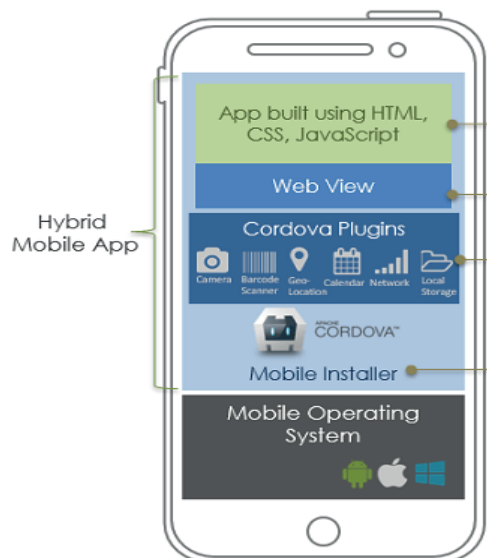 App built using HTML,
CSS, JavaScript
Web View
Hybrid
Mobile App
Cordova Plugins
Camera
Barcode
Scanner
Geo-
Location
Calendar
Network
Local
Storage
APACHE
CORDOVA™
Mobile Installer
Mobile Operating
System